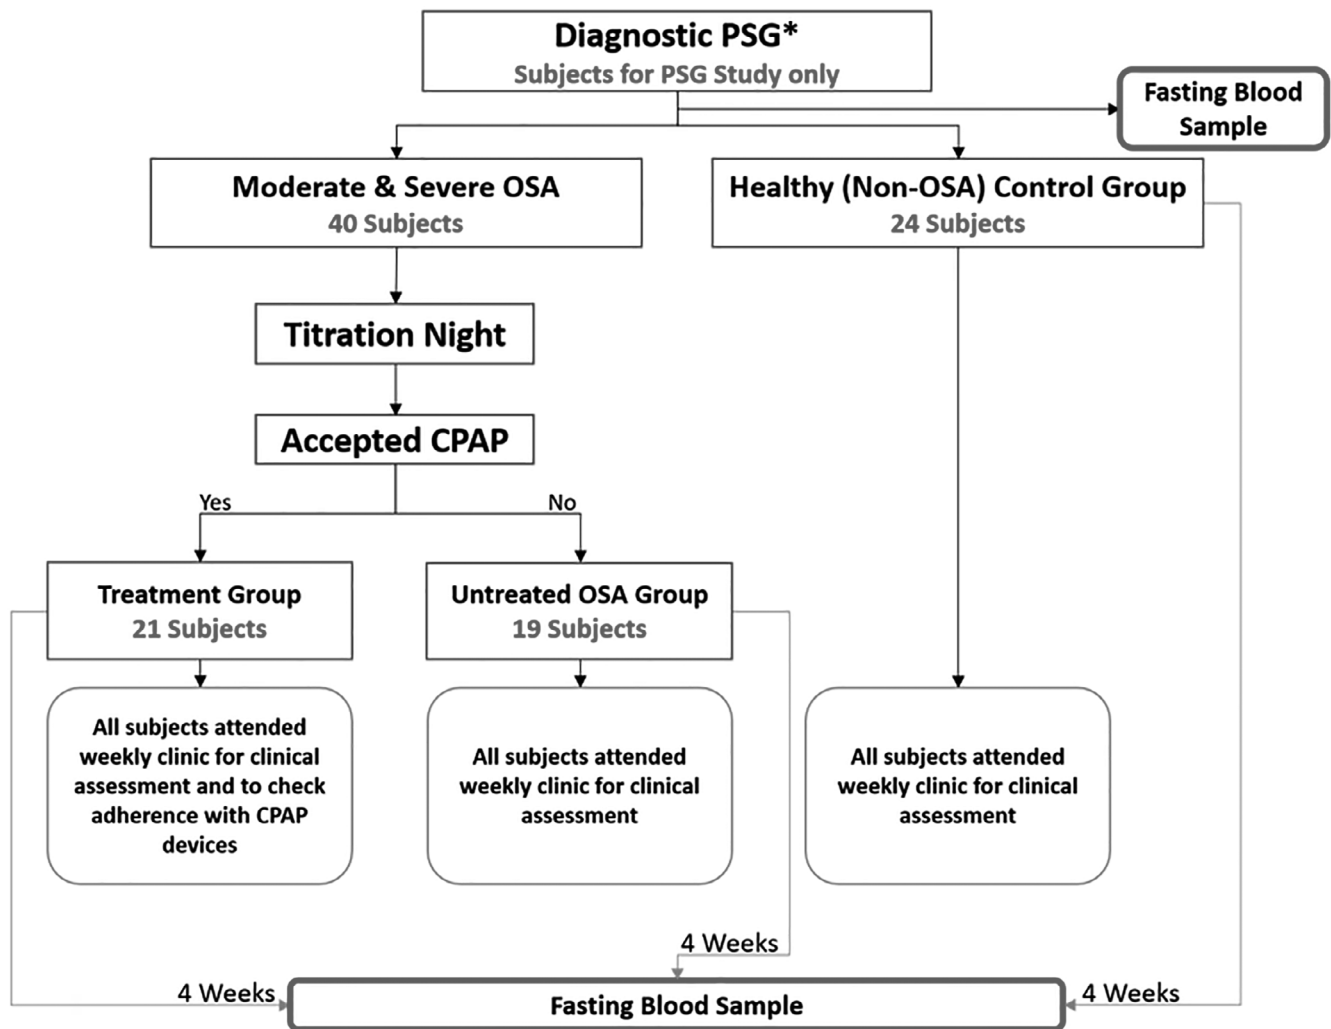 Diagnostic PSG*
Subjects for PSG Study only
Fasting Blood
Sample
Moderate & Severe OSA
40 Subjects
Healthy (Non-OSA) Control Group
24 Subjects
Titration Night
Accepted CPAP
Yes
No
Treatment Group
21 Subjects
Untreated OSA Group
19 Subjects
All subjects attended
weekly clinic for clinical
assessment and to check
adherence with CPAP
devices
All subjects attended
weekly clinic for clinical
assessment
All subjects attended
weekly clinic for clinical
assessment
4 Weeks
4 Weeks
Fasting Blood Sample
4 Weeks